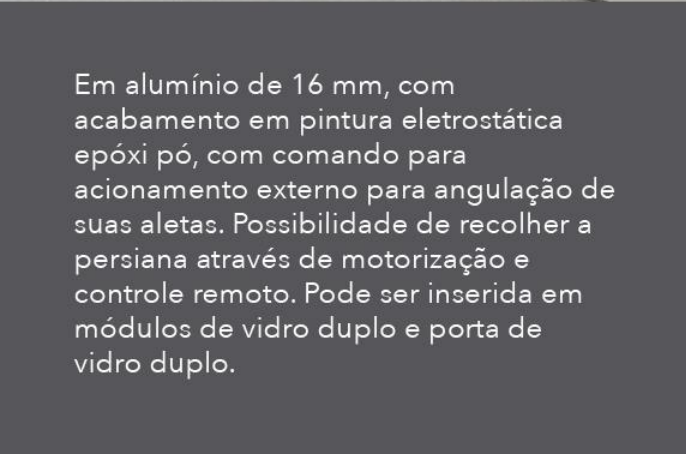 Em alumínio de 16 mm, com
acabamento em pintura eletrostática
epóxi pó, com comando para
acionamento externo para angulação de
suas aletas. Possibilidade de recolher a
persiana através de motorização e
controle remoto. Pode ser inserida em
módulos de vidro duplo e porta de
vidro duplo.